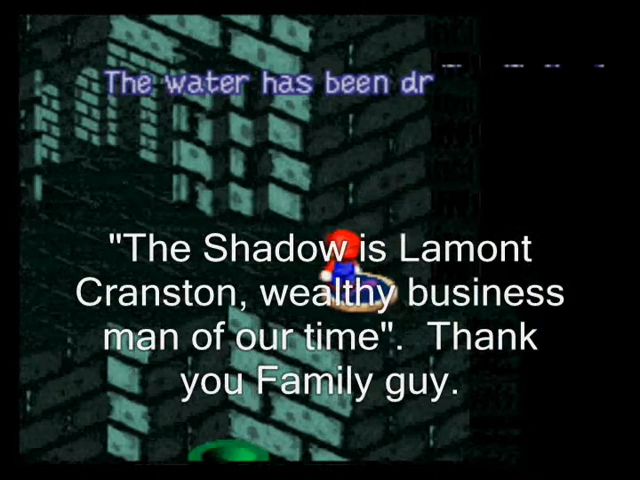 The water has been dr
"The Shadow is Lamont
Cranston, wealthy business
man of our time".  Thank
you Family guy.